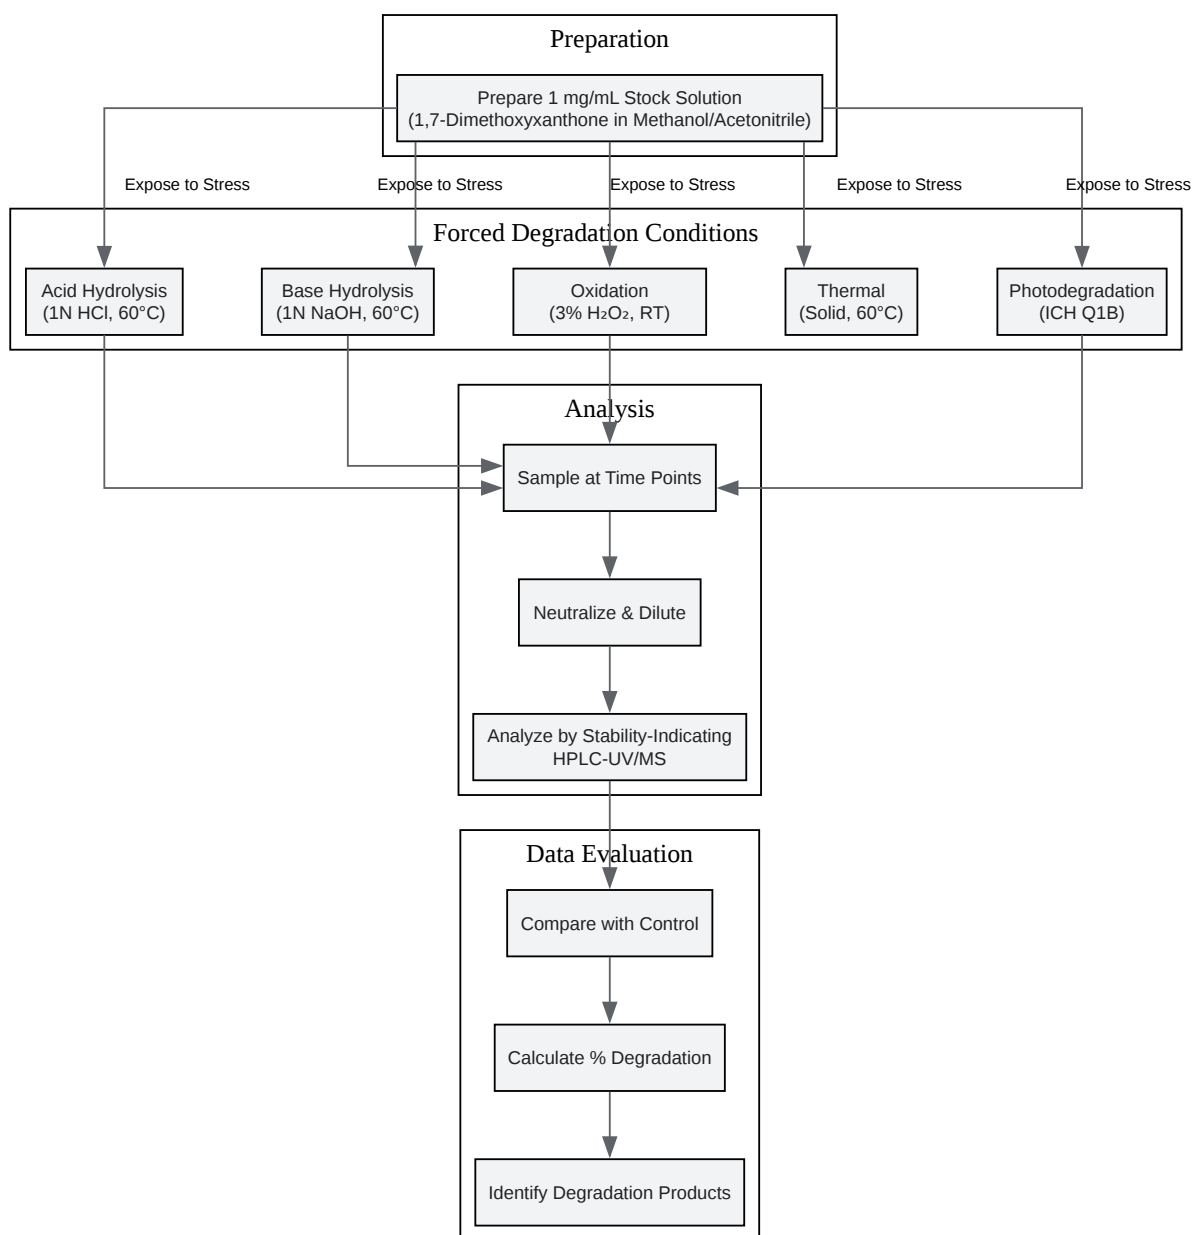 Preparation
Prepare 1 mg/mL Stock Solution
(1,7-Dimethoxyxanthone in Methanol/Acetonitrile)
Expose to Stress
Expose to Stress
Expose to Stress
Expose to Stress
Expose to Stress
Forced Degradation Conditions
Acid Hydrolysis
(1N HCl, 60°C)
Base Hydrolysis
(1N NaOH, 60°C)
Oxidation
(3% H₂O₂, RT)
Thermal
(Solid, 60°C)
Photodegradation
(ICH Q1B)
Analysis
Sample at Time Points
Neutralize & Dilute
Analyze by Stability-Indicating
HPLC-UV/MS
Data Evaluation
Compare with Control
Calculate % Degradation
Identify Degradation Products